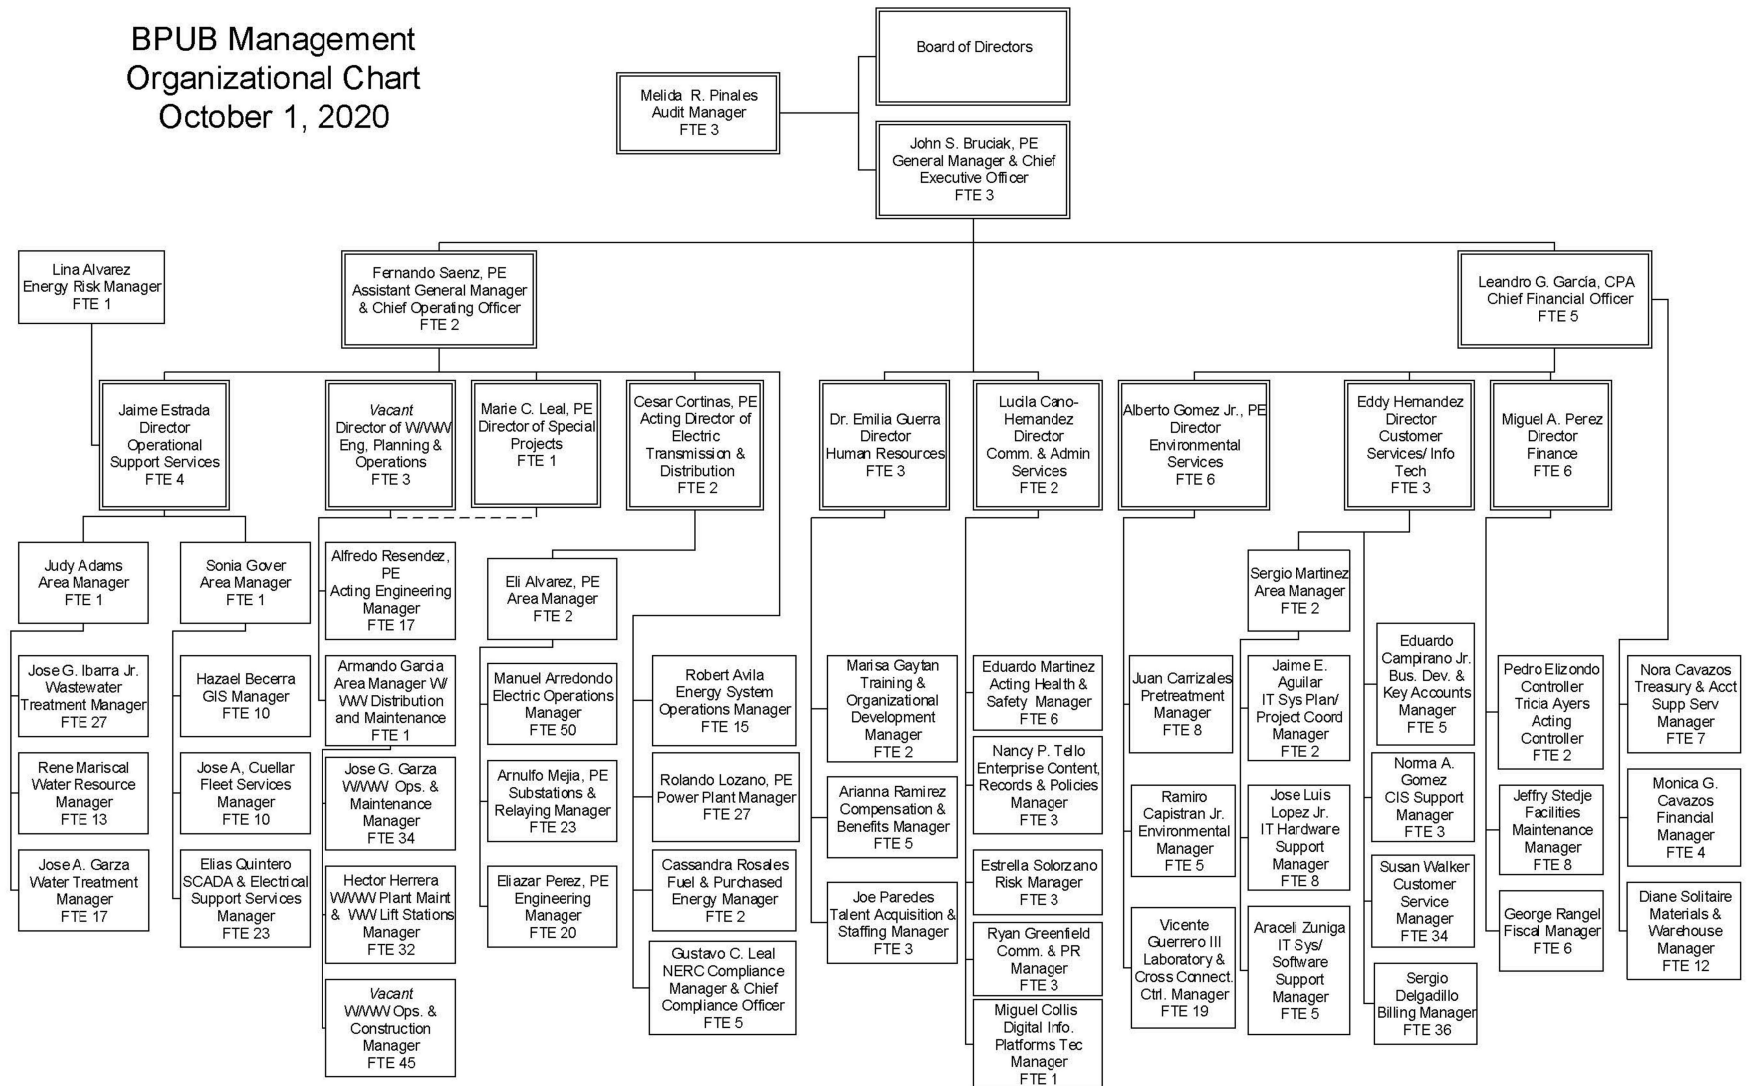 BPUB Management
Organizational Chart
October 1, 2020
Board of Directors
Melida R. Pinales
Audit Manager
FTE 3
John S. Bruciak, PE
General Manager & Chief
Executive Officer
FTE 3
Lina Alvarez
Energy Risk Manager
FTE 1
Fernando Saenz, PE
Assistant General Manager
& Chief Operating Officer
FTE 2
Leandro G. García, CPA
Chief Financial Officer
FTE 5
Jaime Estrada
Director
Operational
Support Services
FTE 4
Vacant
Director of W/WW
Eng, Planning &
Operations
FTE 3
Marie C. Leal, PE
Director of Special
Projects
FTE 1
Cesar Cortinas, PE
Acting Director of
Electric
Transmission &
Distribution
FTE 2
Dr. Emilia Guerra
Director
Human Resources
FTE 3
Lucila Cano-
Hernandez
Director
Comm. & Admin
Services
FTE 2
Alberto Gomez Jr., PE
Director
Environmental
Services
FTE 6
Eddy Hernandez
Director
Customer
Services/ Info
Tech
FTE 3
Miguel A. Perez
Director
Finance
FTE 6
Judy Adams
Area Manager
FTE 1
Sonia Gover
Area Manager
FTE 1
Alfredo Resendez,
PE
Acting Engineering
Manager
FTE 17
Eli Alvarez, PE
Area Manager
FTE 2
Sergio Martinez
Area Manager
FTE 2
Jose G. Ibarra Jr.
Wastewater
Treatment Manager
FTE 27
Rene Mariscal
Water Resource
Manager
FTE 13
Jose A. Garza
Water Treatment
Manager
FTE 17
Hazael Becerra
GIS Manager
FTE 10
Jose A, Cuellar
Fleet Services
Manager
FTE 10
Elias Quintero
SCADA & Electrical
Support Services
Manager
FTE 23
Armando Garcia
Area Manager W/
WW Distribution
and Maintenance
FTE 1
Jose G. Garza
W/WW Ops. &
Maintenance
Manager
FTE 34
Hector Herrera
W/WW Plant Maint
& WW Lift Stations
Manager
FTE 32
Vacant
W/WW Ops. &
Construction
Manager
FTE 45
Manuel Arredondo
Electric Operations
Manager
FTE 50
Arnulfo Mejia, PE
Substations &
Relaying Manager
FTE 23
Eliazar Perez, PE
Engineering
Manager
FTE 20
Robert Avila
Energy System
Operations Manager
FTE 15
Rolando Lozano, PE
Power Plant Manager
FTE 27
Cassandra Rosales
Fuel & Purchased
Energy Manager
FTE 2
Gustavo C. Leal
NERC Compliance
Manager & Chief
Compliance Officer
FTE 5
Marisa Gaytan
Training &
Organizational
Development
Manager
FTE 2
Arianna Ramirez
Compensation &
Benefits Manager
FTE 5
Joe Paredes
Talent Acquisition &
Staffing Manager
FTE 3
Eduardo Martinez
Acting Health &
Safety Manager
FTE 6
Nancy P. Tello
Enterprise Content,
Records & Policies
Manager
FTE 3
Estrella Solorzano
Risk Manager
FTE 3
Ryan Greenfield
Comm. & PR
Manager
FTE 3
Miguel Collis
Digital Info.
Platforms Tec
Manager
FTE 1
Juan Carrizales
Pretreatment
Manager
FTE 8
Ramiro
Capistran Jr.
Environmental
Manager
FTE 5
Vicente
Guerrero III
Laboratory &
Cross Connect.
Ctrl. Manager
FTE 19
Jaime E.
Aguilar
IT Sys Plan/
Project Coord
Manager
FTE 2
Jose Luis
Lopez Jr.
IT Hardware
Support
Manager
FTE 8
Araceli Zuniga
IT Sys/
Software
Support
Manager
FTE 5
Eduardo
Campirano Jr.
Bus. Dev. &
Key Accounts
Manager
FTE 5
Norma A.
Gomez
CIS Support
Manager
FTE 3
Susan Walker
Customer
Service
Manager
FTE 34
Sergio
Delgadillo
Billing Manager
FTE 36
Pedro Elizondo
Controller
Tricia Ayers
Acting
Controller
FTE 2
Jeffry Stedje
Facilities
Maintenance
Manager
FTE 8
George Rangel
Fiscal Manager
FTE 6
Nora Cavazos
Treasury & Acct
Supp Serv
Manager
FTE 7
Monica G.
Cavazos
Financial
Manager
FTE 4
Diane Solitaire
Materials &
Warehouse
Manager
FTE 12